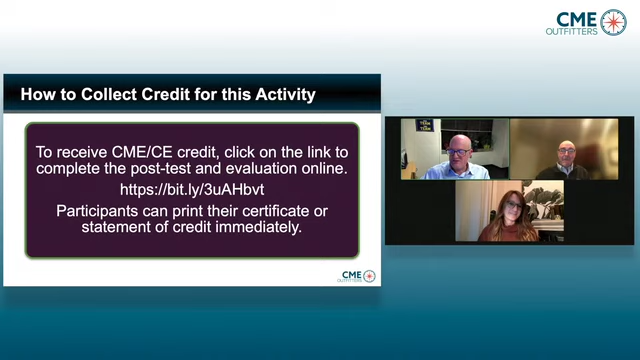 CME
OUTFITTERS
How to Collect Credit for this Activity
To receive CME/CE credit, click on the link to
complete the post-test and evaluation online.
https://bit.ly/3uAHbvt
Participants can print their certificate or
statement of credit immediately.
CME
OUTFITTERS